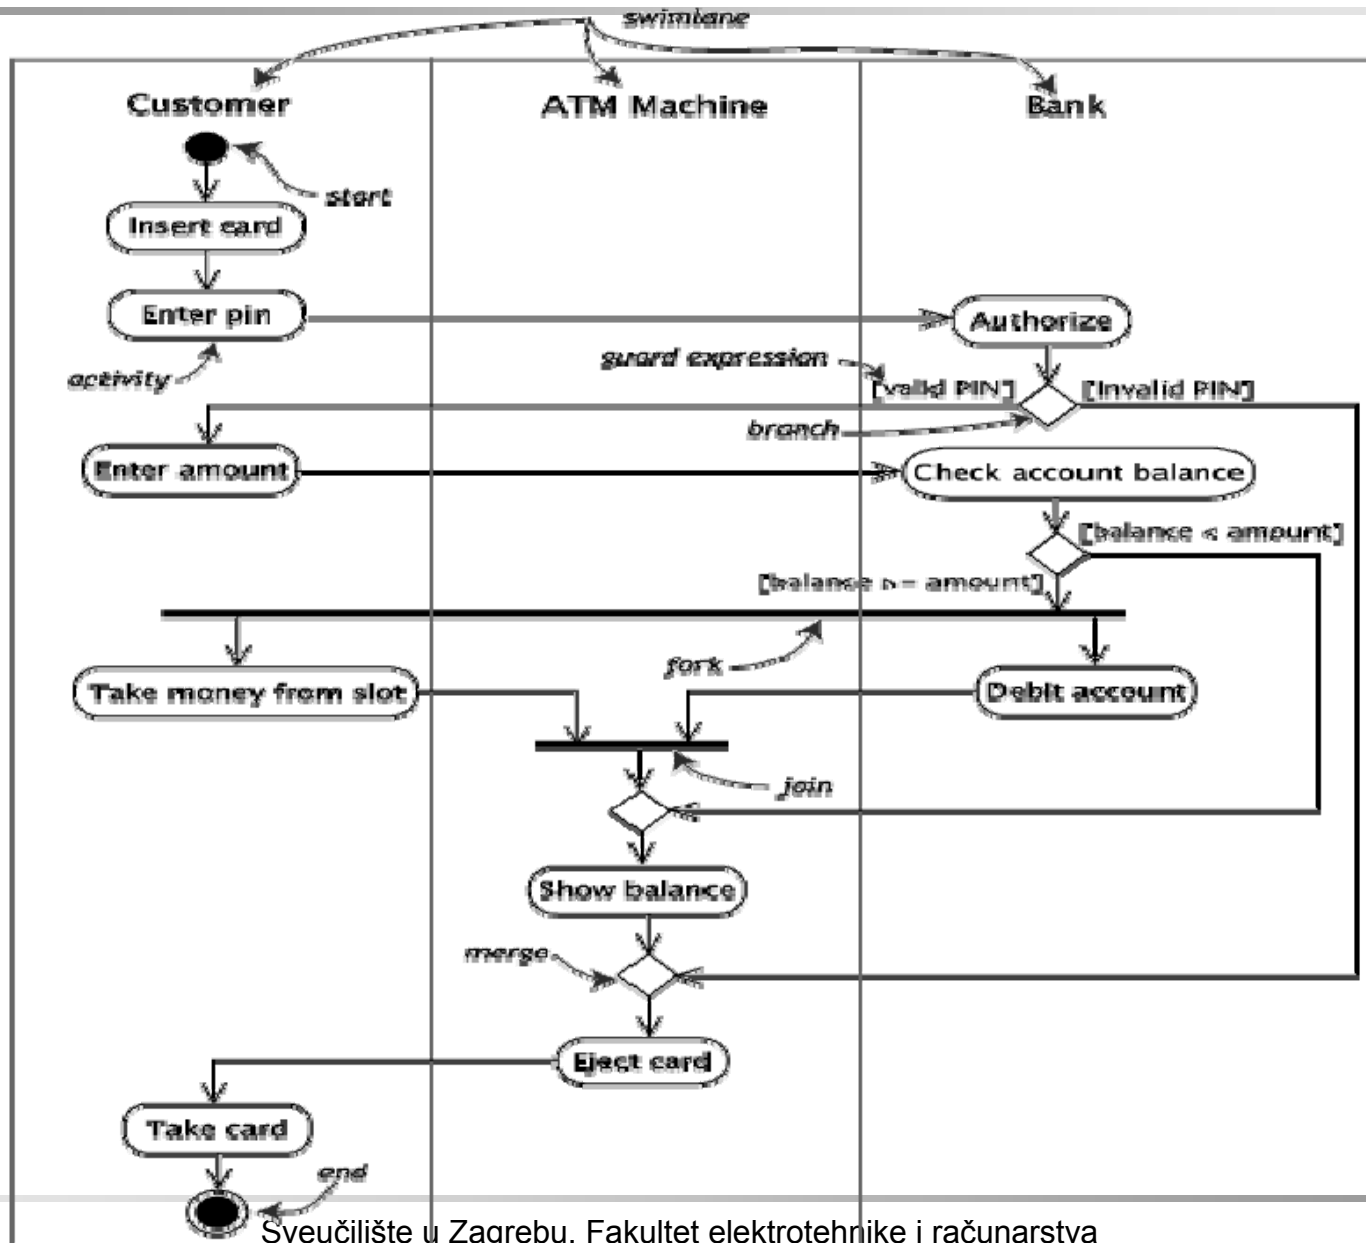 swimlane
Customer
ATM Machine
Bank
start
Insert card
Enter pin
Authorize
guard expression
activity
[valid PIN]
[Invalid PIN]
branch
Enter amount
Check account balance
[balance < amount]
[balance >= amount]
fork
Take money from slot
Debit account
join
Show balance
merge
Eject card
Take card
end
Sveučilište u Zagrebu. Fakultet elektrotehnike i računarstva